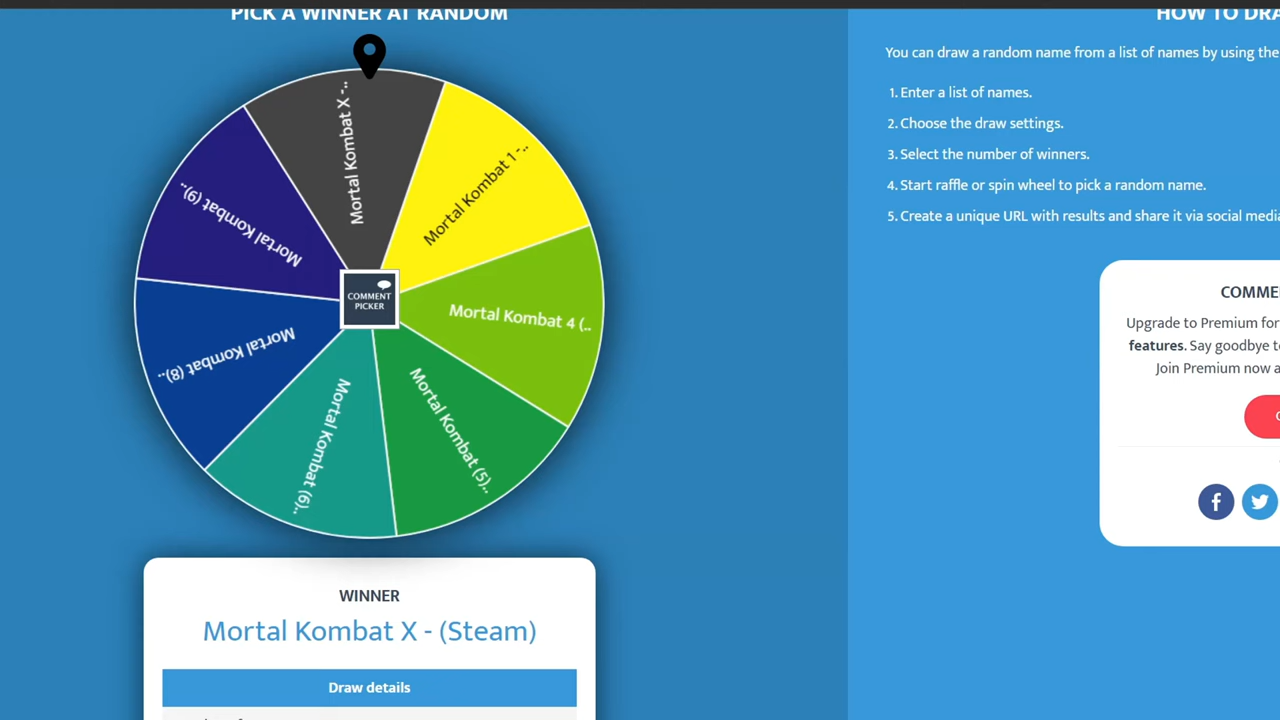 PICK A WINNER AT RANDOM
Mortal Kombat X -..
Mortal Kombat 1 -..
Mortal Kombat 4 (..
Mortal Kombat (5)..
Mortal Kombat (6)..
Mortal Kombat (8)..
Mortal Kombat (9)..
COMMENT
PICKER
WINNER
Mortal Kombat X - (Steam)
Draw details
HOW TO DRA
You can draw a random name from a list of names by using the
1. Enter a list of names.
2. Choose the draw settings.
3. Select the number of winners.
4. Start raffle or spin wheel to pick a random name.
5. Create a unique URL with results and share it via social media
COMME
Upgrade to Premium for
features. Say goodbye to
Join Premium now a